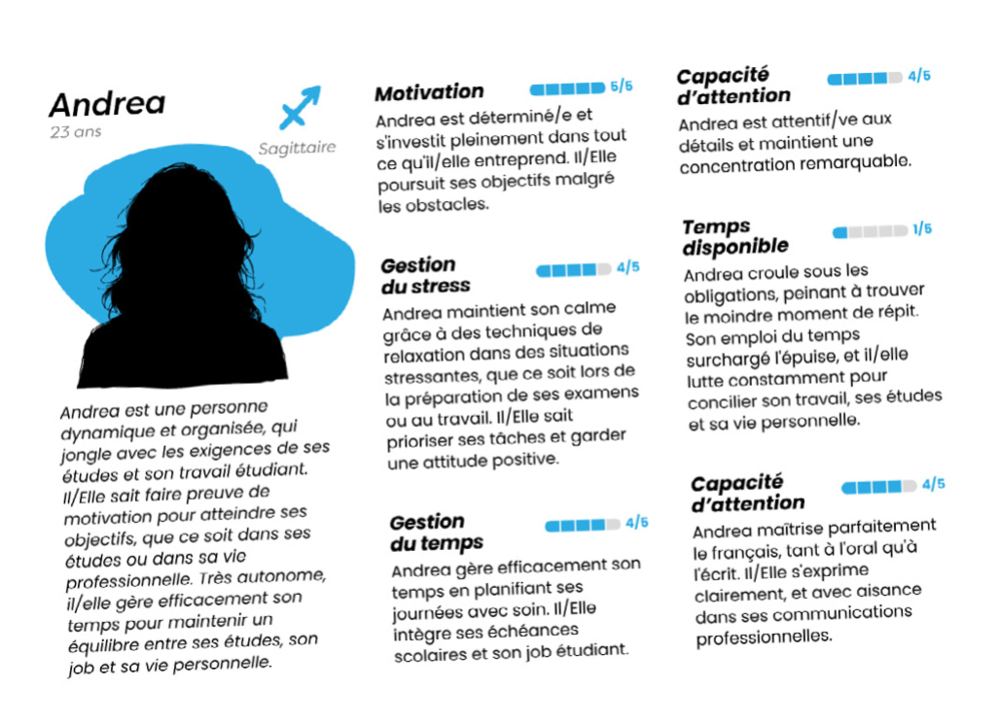 Andrea
23 ans
Sagittaire
Andrea est une personne
dynamique et organisée, qui
jongle avec les exigences de ses
études et son travail étudiant.
Il/Elle sait faire preuve de
motivation pour atteindre ses
objectifs, que ce soit dans ses
études ou dans sa vie
professionnelle. Très autonome,
il/elle gère efficacement son
temps pour maintenir un
équilibre entre ses études, son
job et sa vie personnelle.
Motivation 5/5
Andrea est déterminé/e et
s'investit pleinement dans tout
ce qu'il/elle entreprend. Il/Elle
poursuit ses objectifs malgré
les obstacles.
Gestion
du stress 4/5
Andrea maintient son calme
grâce à des techniques de
relaxation dans des situations
stressantes, que ce soit lors de
la préparation de ses examens
ou au travail. Il/Elle sait
prioriser ses tâches et garder
une attitude positive.
Gestion
du temps 4/5
Andrea gère efficacement son
temps en planifiant ses
journées avec soin. Il/Elle
intègre ses échéances
scolaires et son job étudiant.
Capacité
d'attention 4/5
Andrea est attentif/ve aux
détails et maintient une
concentration remarquable.
Temps
disponible 1/5
Andrea croule sous les
obligations, peinant à trouver
le moindre moment de répit.
Son emploi du temps
surchargé l'épuise, et il/elle
lutte constamment pour
concilier son travail, ses études
et sa vie personnelle.
Capacité
d'attention 4/5
Andrea maîtrise parfaitement
le français, tant à l'oral qu'à
l'écrit. Il/Elle s'exprime
clairement, et avec aisance
dans ses communications
professionnelles.